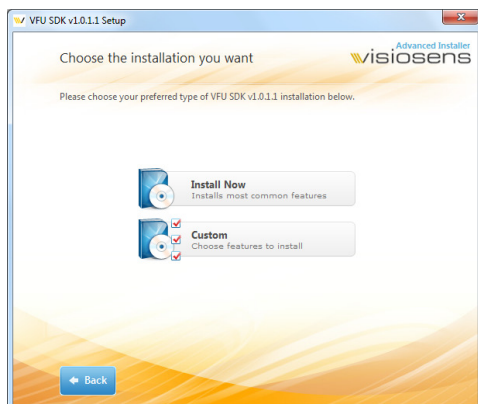 VFU SDK v1.0.1.1 Setup
Advanced Installer
Choose the installation you want
visiosens
Please choose your preferred type of VFU SDK v1.0.1.1 installation below.
Install Now
Installs most common features
Custom
Choose features to install
Back